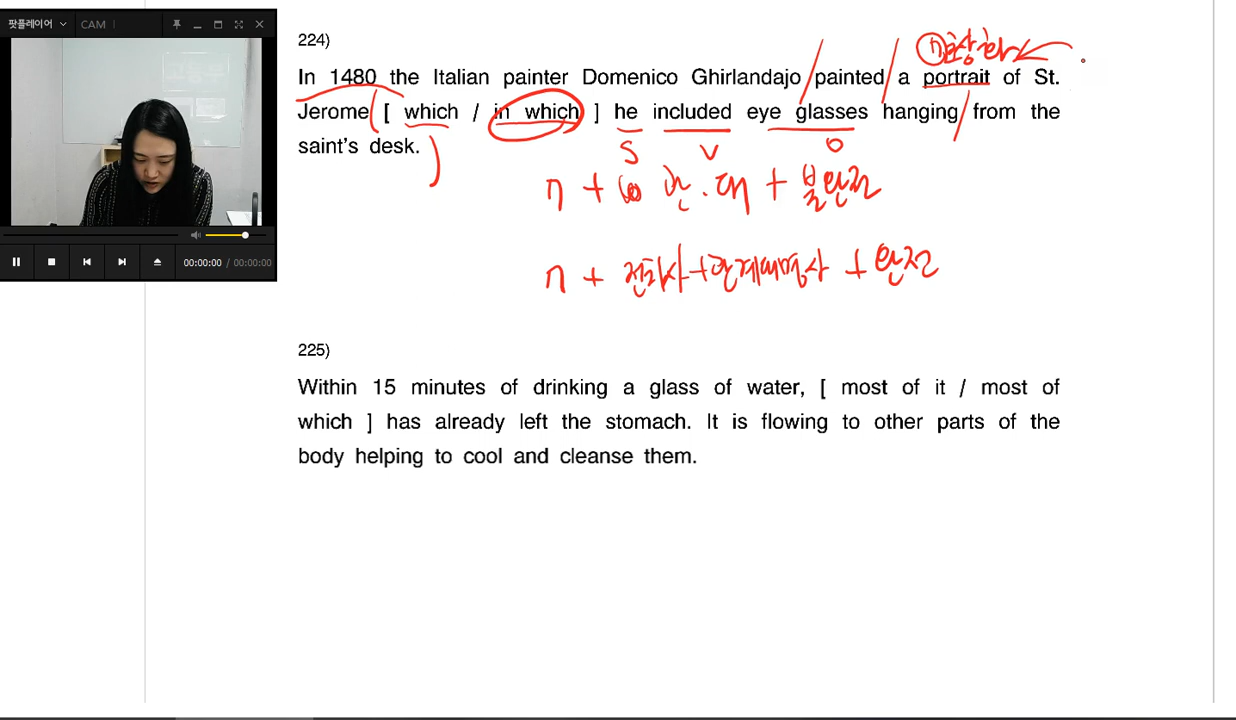 팟플레이어 CAM
00:00:00 / 00:00:00
224)
n 초상화
In 1480 the Italian painter Domenico Ghirlandajo painted a portrait of St.
Jerome [ which / in which ] he included eye glasses hanging from the
saint's desk.
S V O
n + 관.대 + 불완전
n + 전치사+관계대명사 + 완전
225)
Within 15 minutes of drinking a glass of water, [ most of it / most of
which ] has already left the stomach. It is flowing to other parts of the
body helping to cool and cleanse them.